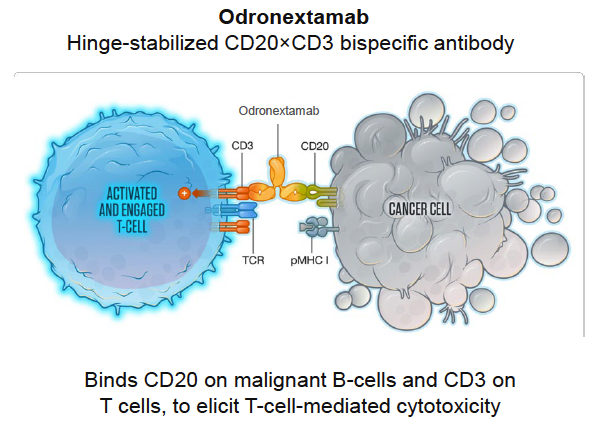 Odronextamab
Hinge-stabilized CD20×CD3 bispecific antibody
Odronextamab
CD3
CD20
ACTIVATED
AND ENGAGED
T-CELL
+
CANCER CELL
TCR
pMHC I
Binds CD20 on malignant B-cells and CD3 on
T cells, to elicit T-cell-mediated cytotoxicity